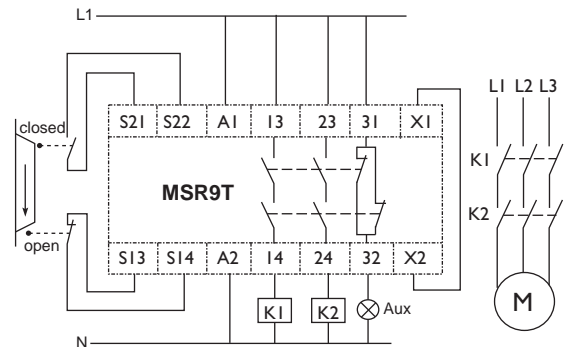 L1
L1 L2 L3
closed
S21 S22 A1 13 23 31 X1
MSR9T
K1
K2
open
S13 S14 A2 14 24 32 X2
K1 K2 Aux
M
N